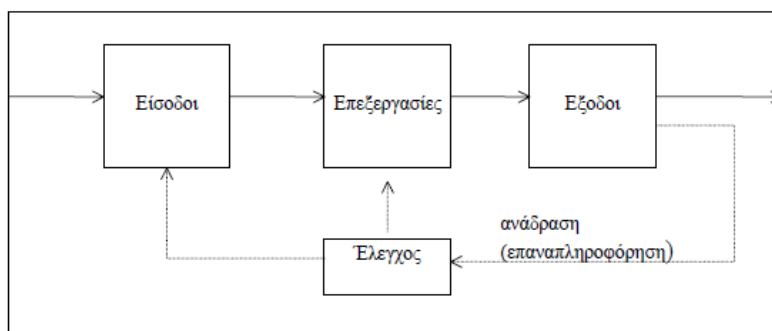 Είσοδοι
Επεξεργασίες
Εξοδοι
ανάδραση
(επαναπληροφόρηση)
Έλεγχος